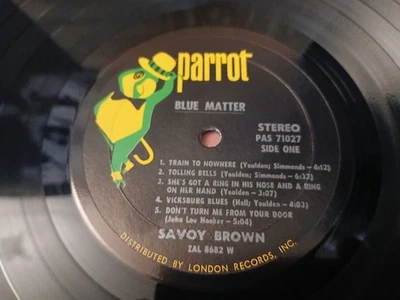 parrot
BLUE MATTER
STEREO
PAS 71027
SIDE ONE
1. TRAIN TO NOWHERE (Youlden; Simmonds - 4:12)
2. TOLLING BELLS (Youlden; Simmonds - 6:37)
3. SHE'S GOT A RING IN HIS NOSE AND A RING
ON HER HAND (Youlden - 3:07)
4. VICKSBURG BLUES (Hall; Youlden - 4:03)
5. DON'T TURN ME FROM YOUR DOOR
(John Lee Hooker - 5:04)
SAVOY BROWN
ZAL 8682 W
DISTRIBUTED BY LONDON RECORDS, INC.